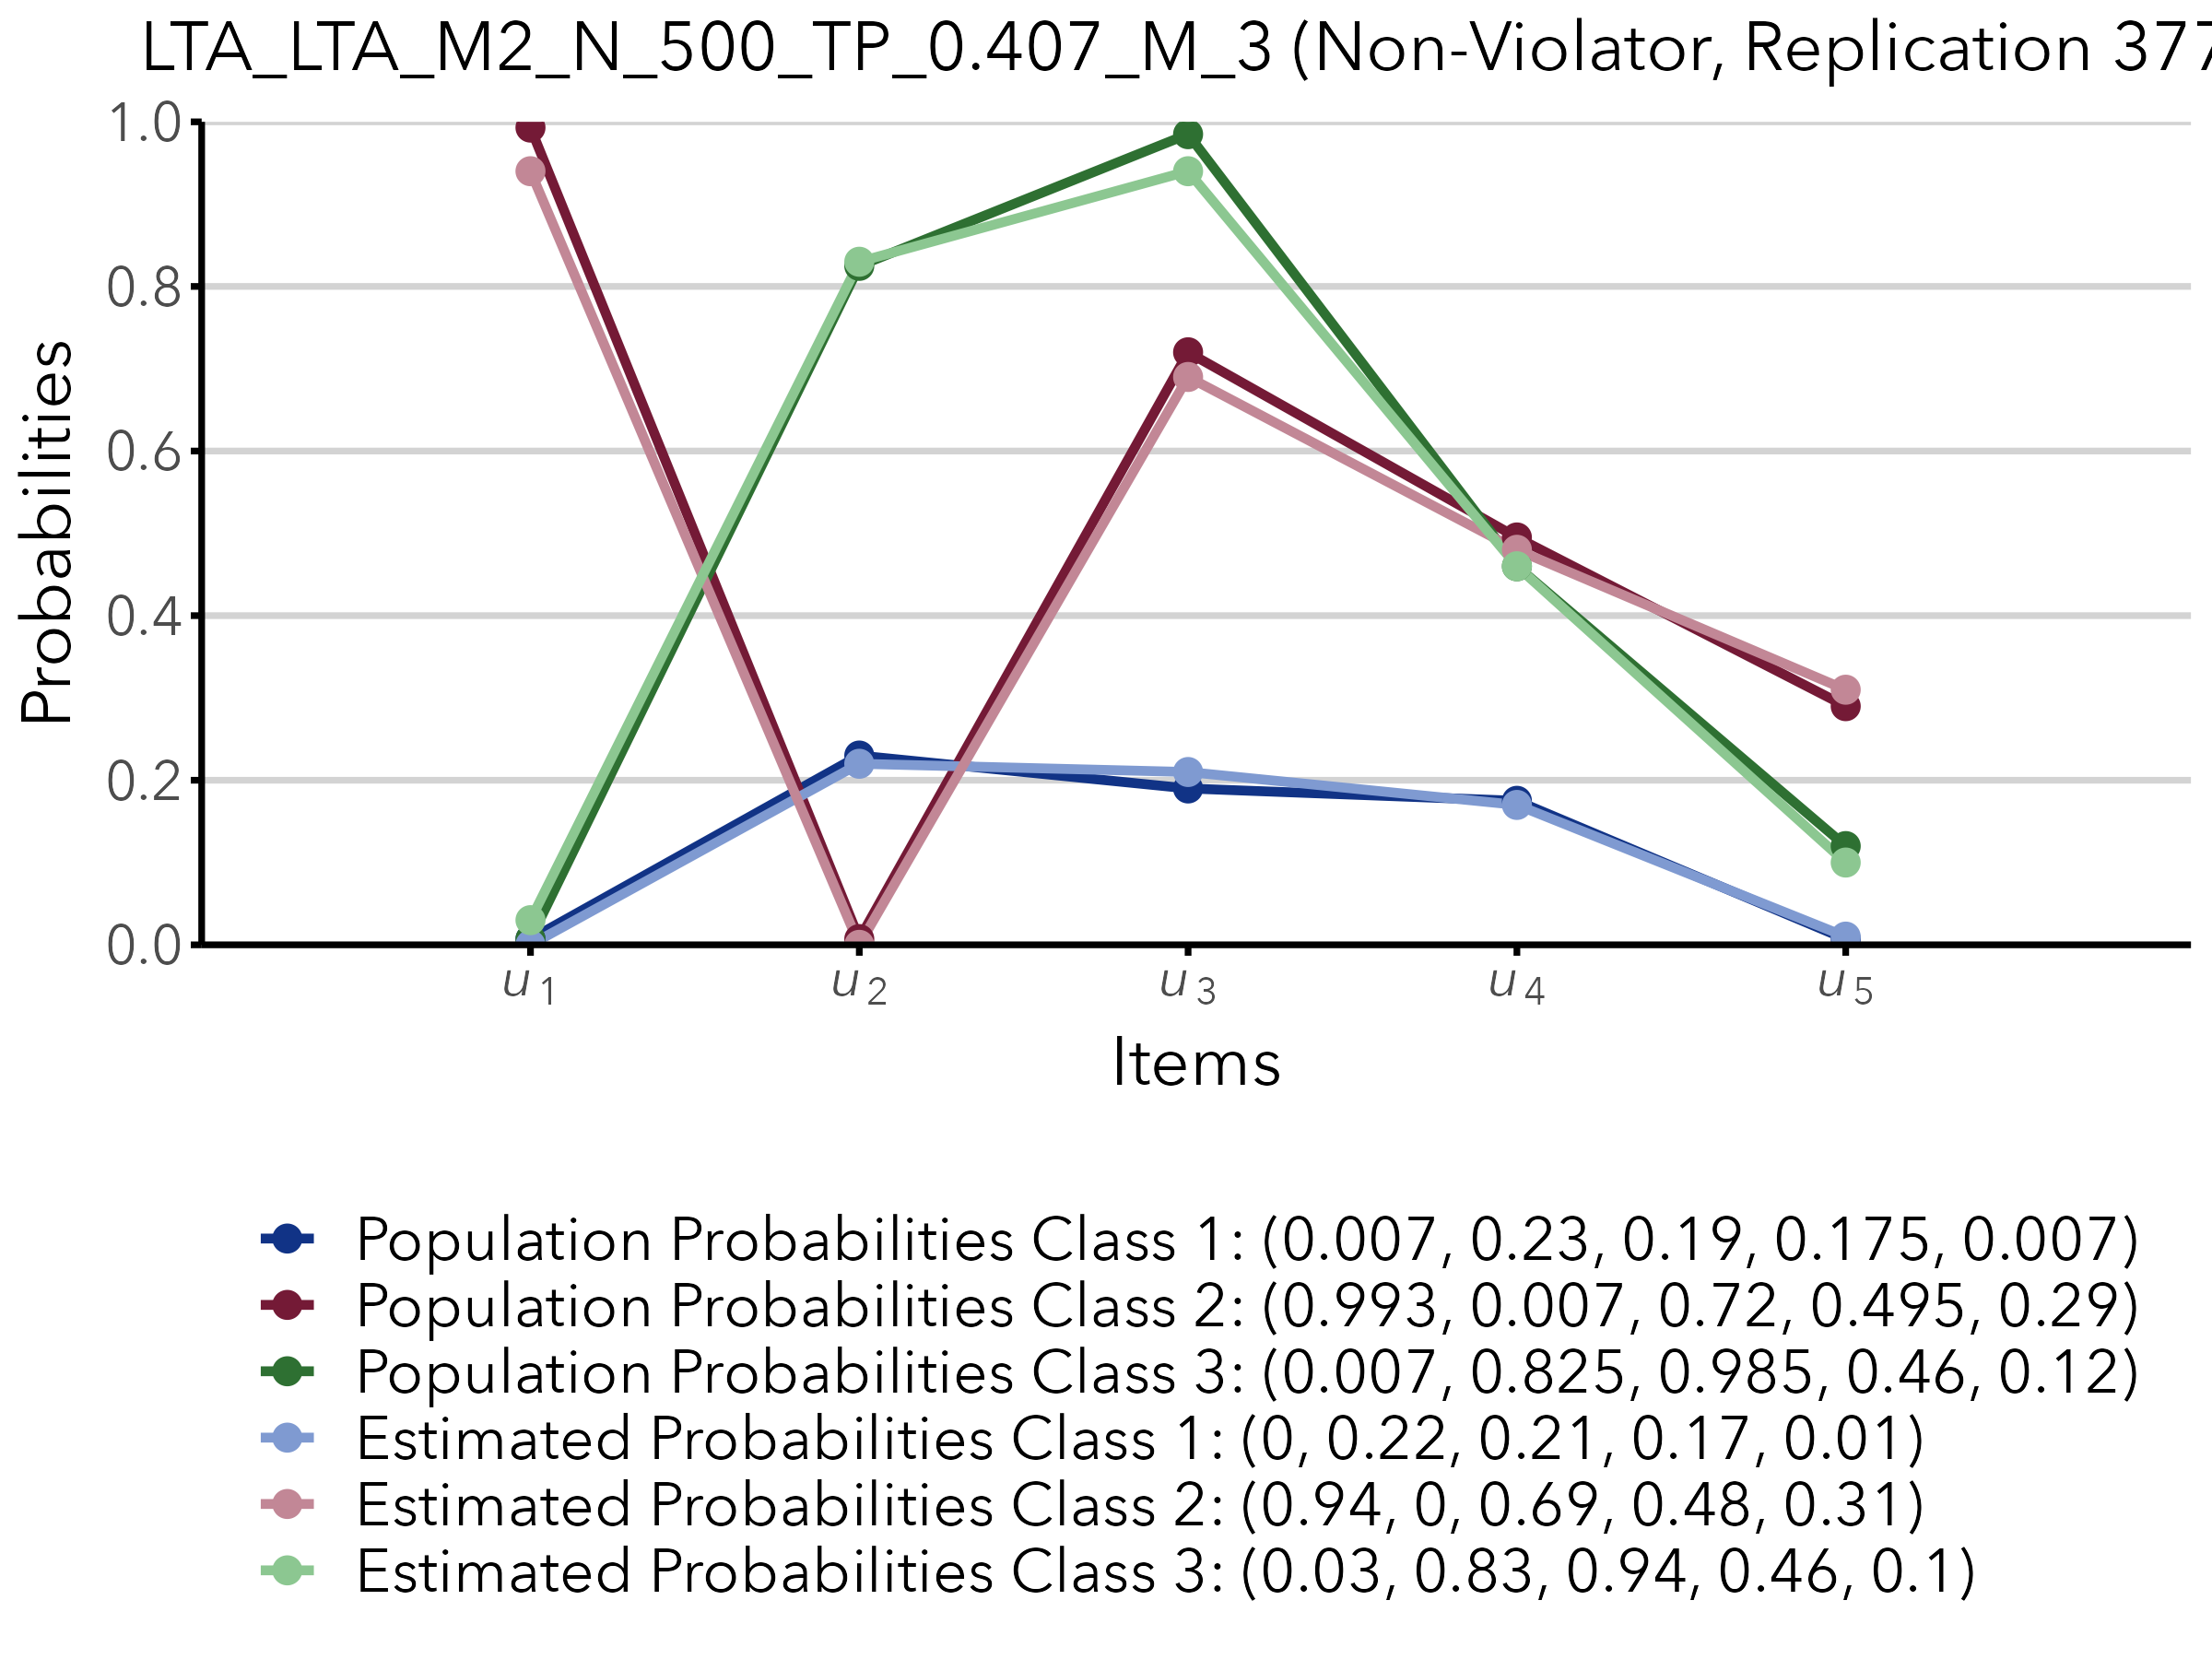 LTA_LTA_M2_N_500_TP_0.407_M_3 (Non-Violator, Replication 377
1.0
0.8
0.6
0.4
0.2
0.0
Probabilities
u1 u2 u3 u4 u5
Items
Population Probabilities Class 1: (0.007, 0.23, 0.19, 0.175, 0.007)
Population Probabilities Class 2: (0.993, 0.007, 0.72, 0.495, 0.29)
Population Probabilities Class 3: (0.007, 0.825, 0.985, 0.46, 0.12)
Estimated Probabilities Class 1: (0, 0.22, 0.21, 0.17, 0.01)
Estimated Probabilities Class 2: (0.94, 0, 0.69, 0.48, 0.31)
Estimated Probabilities Class 3: (0.03, 0.83, 0.94, 0.46, 0.1)